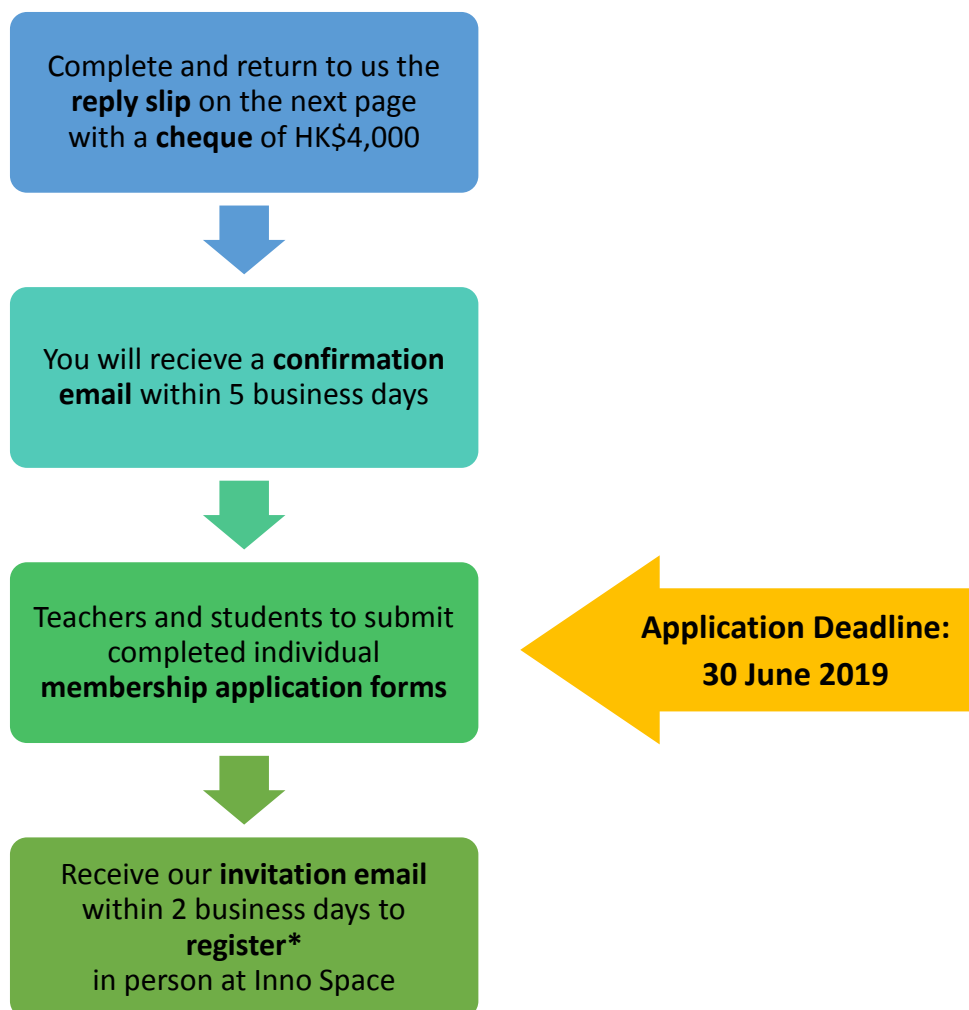 Complete and return to us the
reply slip on the next page
with a cheque of HK$4,000
You will recieve a confirmation
email within 5 business days
Teachers and students to submit
completed individual
membership application forms
Application Deadline:
30 June 2019
Receive our invitation email
within 2 business days to
register*
in person at Inno Space